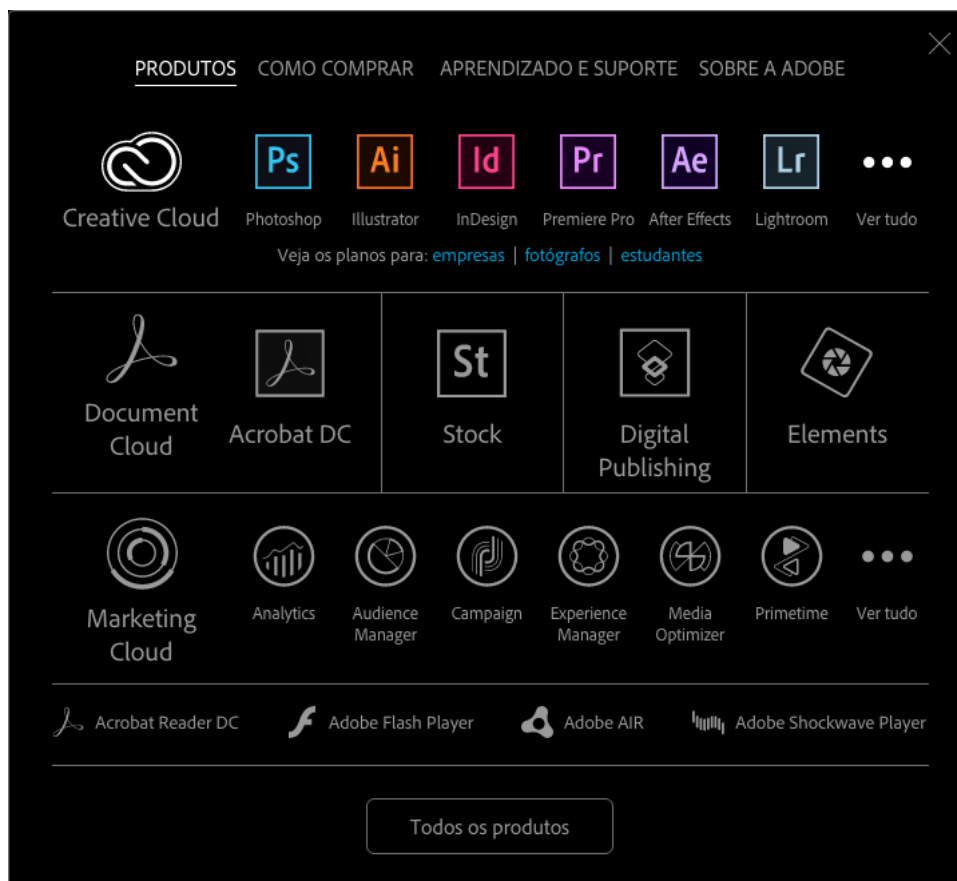 PRODUTOS COMO COMPRAR APRENDIZADO E SUPORTE SOBRE A ADOBE
Ps Ai Id Pr Ae Lr
Creative Cloud Photoshop Illustrator InDesign Premiere Pro After Effects Lightroom Ver tudo
Veja os planos para: empresas | fotógrafos | estudantes
St
Document
Cloud
Acrobat DC
Stock
Digital
Publishing
Elements
Marketing
Cloud
Analytics
Audience
Manager
Campaign
Experience
Manager
Media
Optimizer
Primetime
Ver tudo
Acrobat Reader DC Adobe Flash Player Adobe AIR Adobe Shockwave Player
Todos os produtos